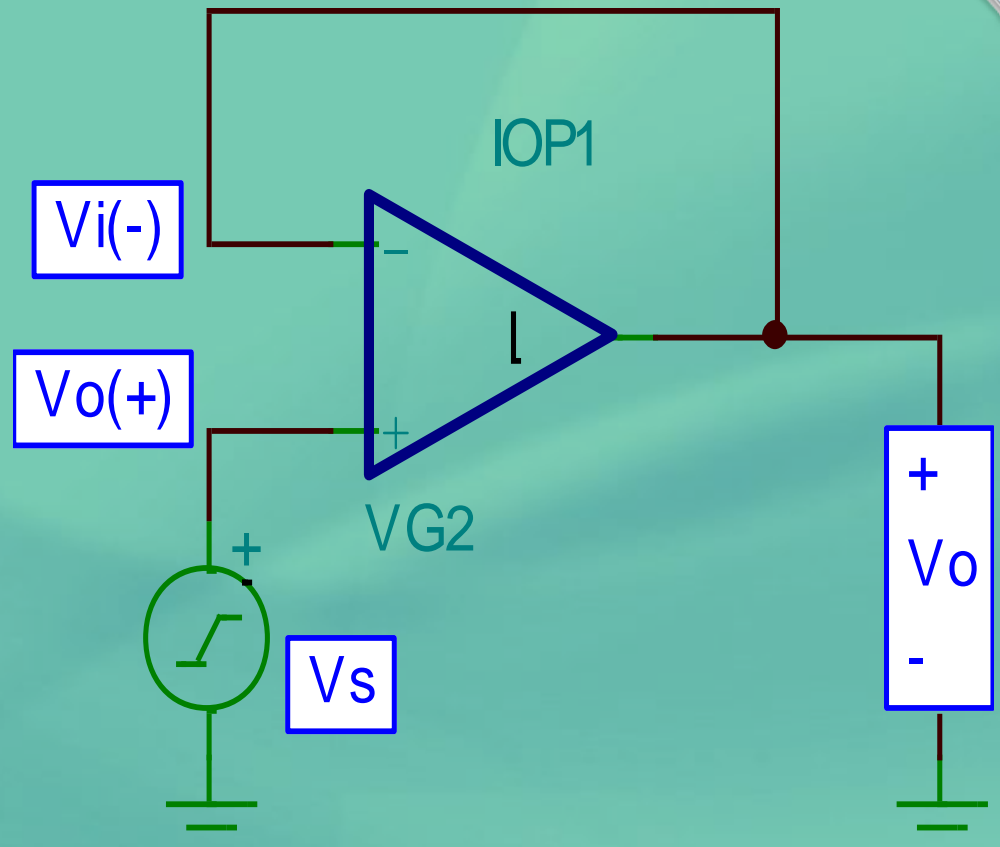 IOP1
Vi(-)
-
Vo(+)
+
VG2
+
Vs
+
Vo
-